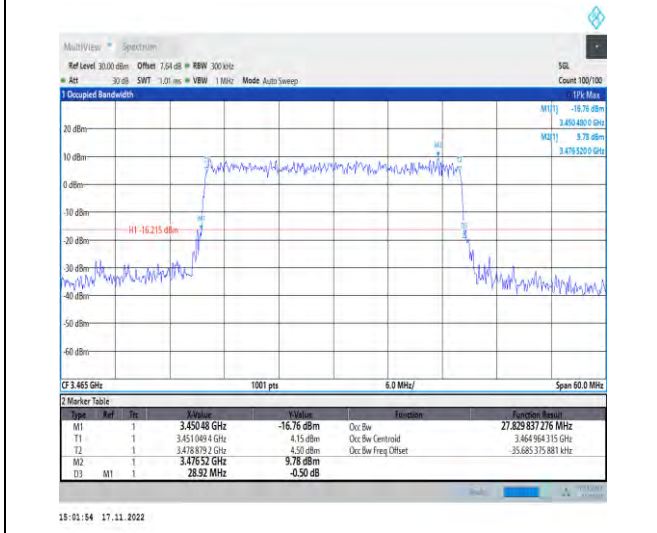 MultiView Spectrum
Ref Level 30.00 dBm Offset 7.64 dB RBW 300 kHz SGL
Att 30 dB SWT 1.01 ms VBW 1 MHz Mode Auto Sweep Count 100/100
1 Occupied Bandwidth 1Pk Max
M1[1] -16.76 dBm
3.450 480 0 GHz
M2[1] 9.78 dBm
3.476 520 0 GHz
20 dBm
M2
10 dBm
T1 T2
0 dBm
-10 dBm
M1
H1 -16.215 dBm
D3
-20 dBm
-30 dBm
-40 dBm
-50 dBm
-60 dBm
CF 3.465 GHz 1001 pts 6.0 MHz/ Span 60.0 MHz
2 Marker Table
Type Ref Trc X-Value Y-Value Function Function Result
M1 1 3.45048 GHz -16.76 dBm Occ Bw 27.829 837 276 MHz
T1 1 3.451 049 4 GHz 4.15 dBm Occ Bw Centroid 3.464 964 315 GHz
T2 1 3.478 879 2 GHz 4.50 dBm Occ Bw Freq Offset -35.685 375 881 kHz
M2 1 3.47652 GHz 9.78 dBm
D3 M1 1 28.92 MHz -0.50 dB
15:01:54 17.11.2022